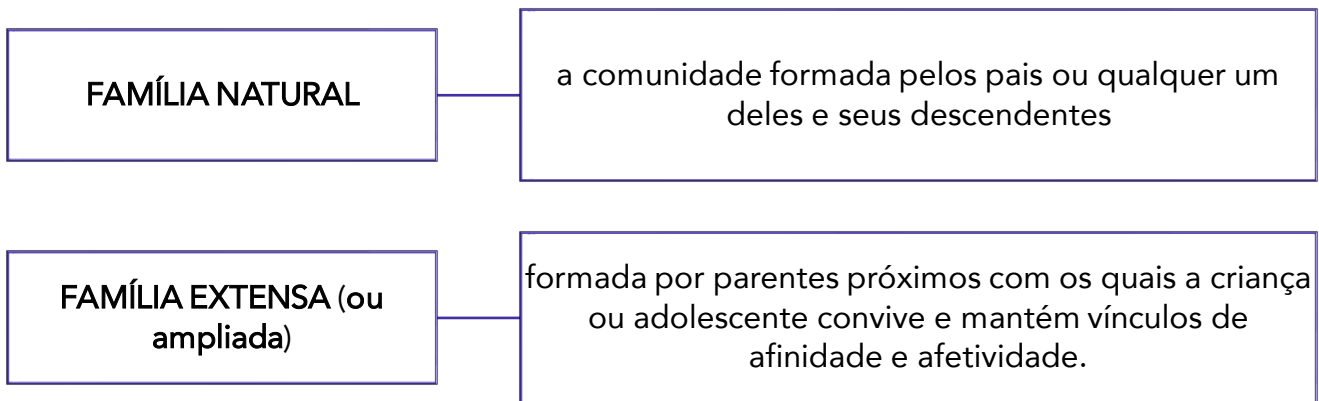 FAMÍLIA NATURAL
a comunidade formada pelos pais ou qualquer um
deles e seus descendentes
FAMÍLIA EXTENSA (ou
ampliada)
formada por parentes próximos com os quais a criança
ou adolescente convive e mantém vínculos de
afinidade e afetividade.